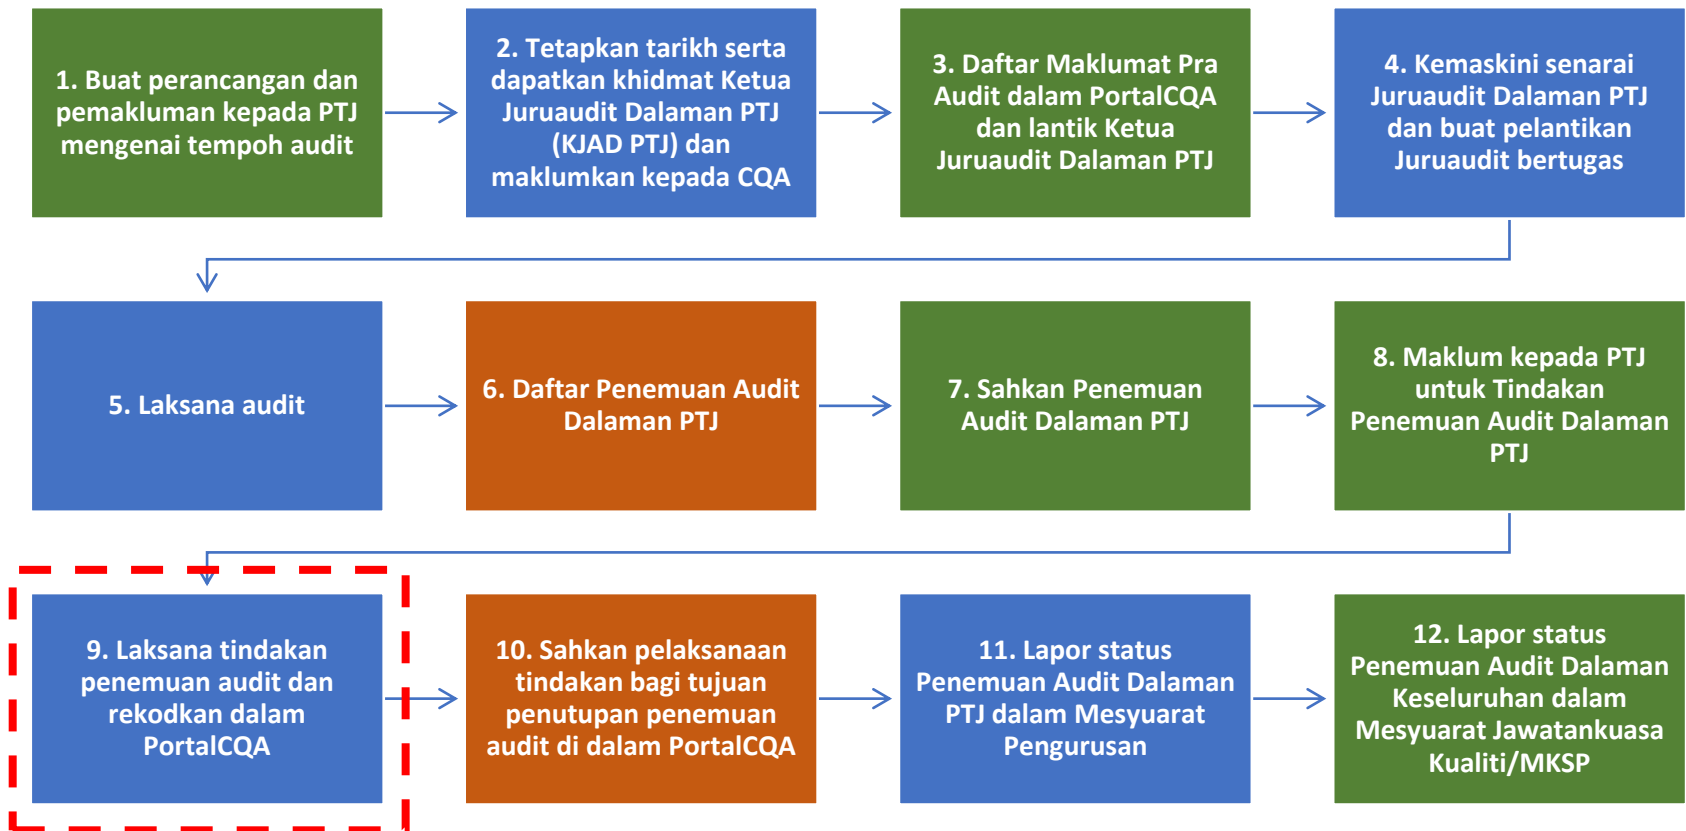 1. Buat perancangan dan
pemakluman kepada PTJ
mengenai tempoh audit
2. Tetapkan tarikh serta
dapatkan khidmat Ketua
Juruaudit Dalaman PTJ
(KJAD PTJ) dan
maklumkan kepada CQA
3. Daftar Maklumat Pra
Audit dalam PortalCQA
dan lantik Ketua
Juruaudit Dalaman PTJ
4. Kemaskini senarai
Juruaudit Dalaman PTJ
dan buat pelantikan
Juruaudit bertugas
5. Laksana audit
6. Daftar Penemuan Audit
Dalaman PTJ
7. Sahkan Penemuan
Audit Dalaman PTJ
8. Maklum kepada PTJ
untuk Tindakan
Penemuan Audit Dalaman
PTJ
9. Laksana tindakan
penemuan audit dan
rekodkan dalam
PortalCQA
10. Sahkan pelaksanaan
tindakan bagi tujuan
penutupan penemuan
audit di dalam PortalCQA
11. Lapor status
Penemuan Audit Dalaman
PTJ dalam Mesyuarat
Pengurusan
12. Lapor status
Penemuan Audit Dalaman
Keseluruhan dalam
Mesyuarat Jawatankuasa
Kualiti/MKSP